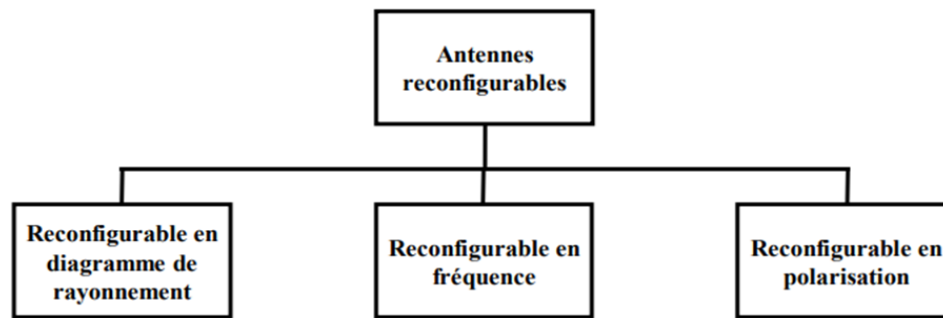 Antennes
reconfigurables
Reconfigurable en
diagramme de
rayonnement
Reconfigurable en
fréquence
Reconfigurable en
polarisation